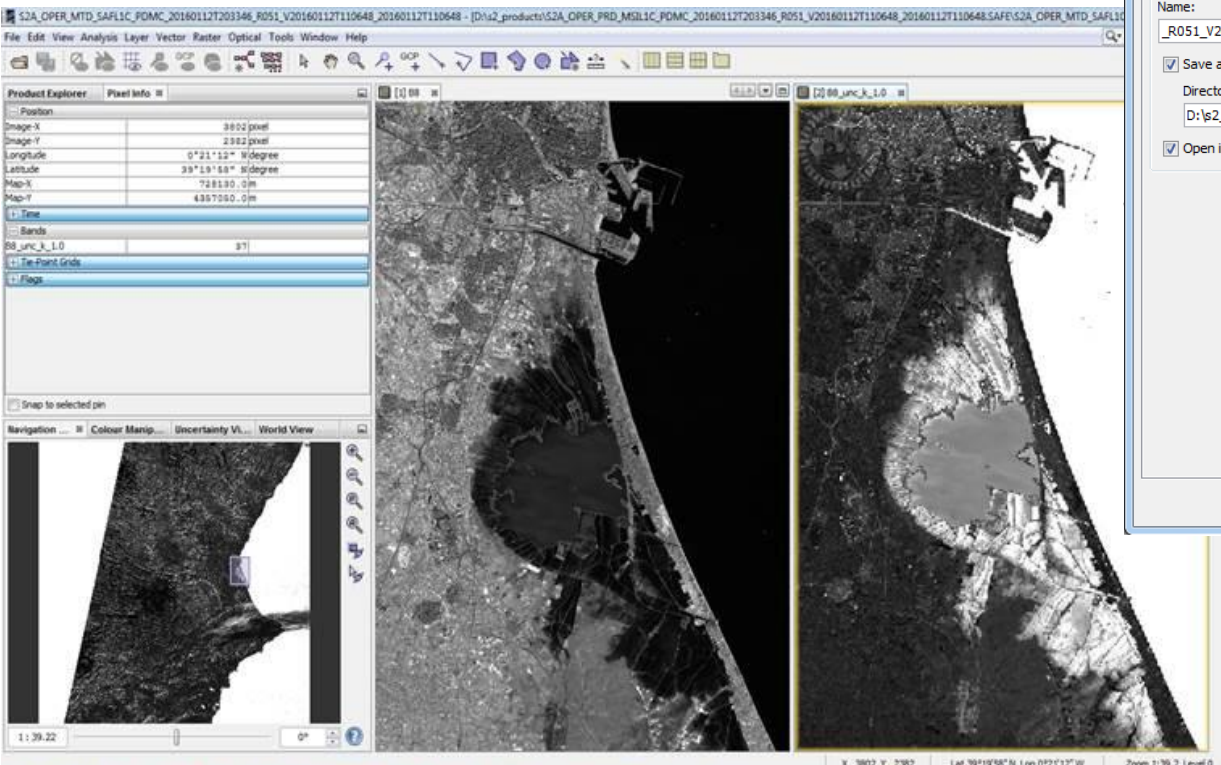 S2A_OPER_MTD_SAFL1C_PDMC_20160112T203346_R051_V20160112T110648_20160112T110648 - [D:\s2_products\S2A_OPER_PRD_MSIL1C_PDMC_20160112T203346_R051_V20160112T110648_20160112T110648.SAFE\S2A_OPER_MTD_SAFL1C
File Edit View Analysis Layer Vector Raster Optical Tools Window Help
Product Explorer Pixel Info
Position
Image-X 3802 pixel
Image-Y 2382 pixel
Longitude 0°21'12" W degree
Latitude 39°19'58" N degree
Map-X 728130.0 m
Map-Y 4357050.0 m
Time
Bands
B8_unc_k_1.0 37
Tie-Point Grids
Flags
Snap to selected pin
Navigation ... Colour Manip... Uncertainty Vi... World View
1 : 39.22 0°
[1] B8
[2] B8_unc_k_1.0
Name:
_R051_V2
Save a
Directo
D:\s2_
Open i
X 3802 Y 2382 Lat 39°19'58" N Lon 0°21'12" W Zoom 1:39.2 Level 0